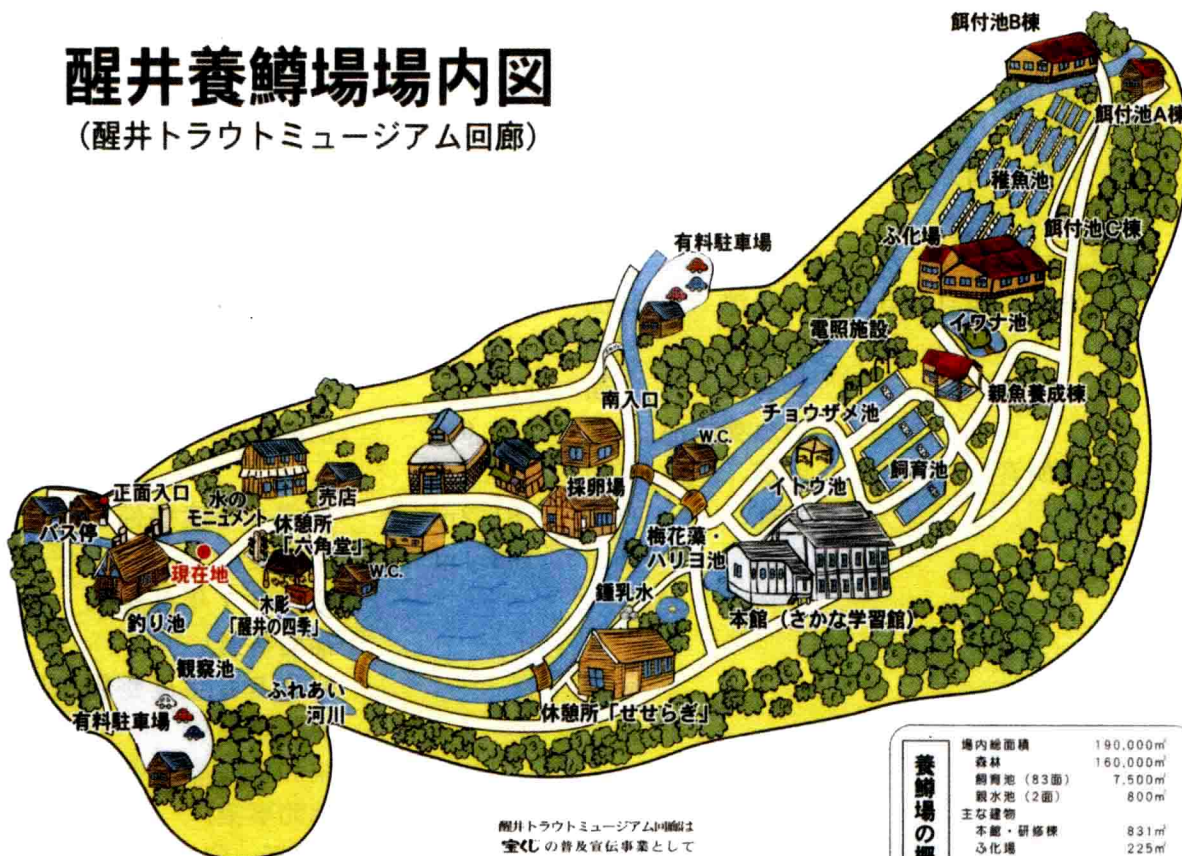 醒井養鱒場場内図
(醒井トラウトミュージアム回廊)
餌付池B棟
餌付池A棟
稚魚池
餌付池C棟
ふ化場
有料駐車場
電照施設
イワナ池
親魚養成棟
南入口
チョウザメ池
W.C.
飼育池
イトウ池
採卵場
正面入口
水の
モニュメント
売店
バス停
休憩所
「六角堂」
現在地
W.C.
梅花藻・
ハリヨ池
木彫
「醒井の四季」
鍾乳水
本館(さかな学習館)
釣り池
観察池
ふれあい
河川
有料駐車場
休憩所「せせらぎ」
養鱒場の
場内総面積 190,000㎡
森林 160,000㎡
飼育池(83面) 7,500㎡
親水池(2面) 800㎡
主な建物
本館・研修棟 831㎡
ふ化場 225㎡
醒井トラウトミュージアム回廊は
宝くじの普及宣伝事業として